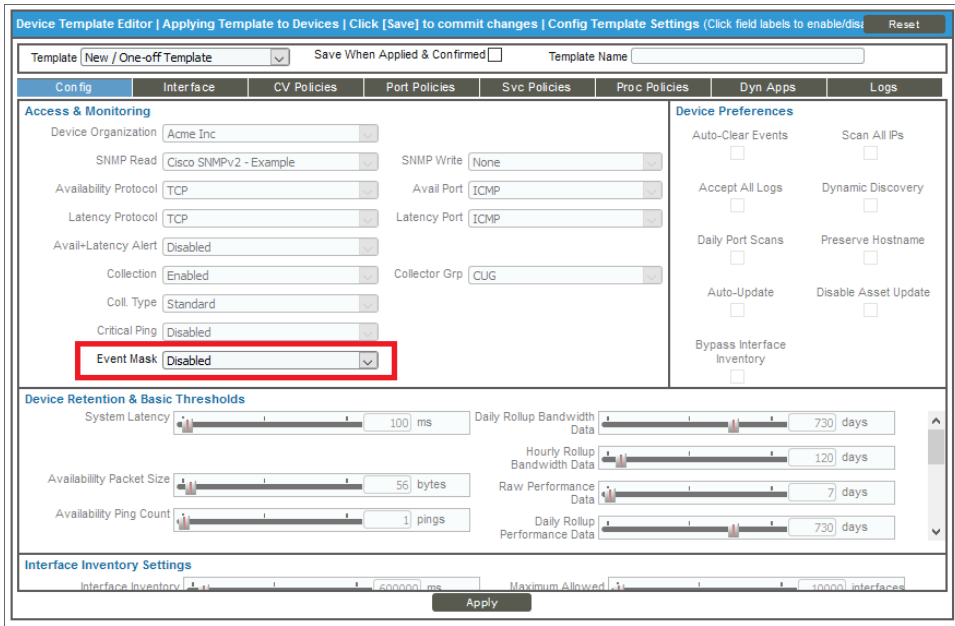 Device Template Editor | Applying Template to Devices | Click [Save] to commit changes | Config Template Settings (Click field labels to enable/disa
Reset
Template New / One-off Template Save When Applied & Confirmed Template Name
Config Interface CV Policies Port Policies Svc Policies Proc Policies Dyn Apps Logs
Access & Monitoring
Device Organization Acme Inc
SNMP Read Cisco SNMPv2 - Example SNMP Write None
Availability Protocol TCP Avail Port ICMP
Latency Protocol TCP Latency Port ICMP
Avail+Latency Alert Disabled
Collection Enabled Collector Grp CUG
Coll. Type Standard
Critical Ping Disabled
Event Mask Disabled
Device Preferences
Auto-Clear Events Scan All IPs
Accept All Logs Dynamic Discovery
Daily Port Scans Preserve Hostname
Auto-Update Disable Asset Update
Bypass Interface
Inventory
Device Retention & Basic Thresholds
System Latency 100 ms
Daily Rollup Bandwidth
Data 730 days
Hourly Rollup
Bandwidth Data 120 days
Availability Packet Size 56 bytes
Raw Performance
Data 7 days
Availability Ping Count 1 pings
Daily Rollup
Performance Data 730 days
Interface Inventory Settings
Interface Inventory 600000 ms Maximum Allowed 10000 interfaces
Apply